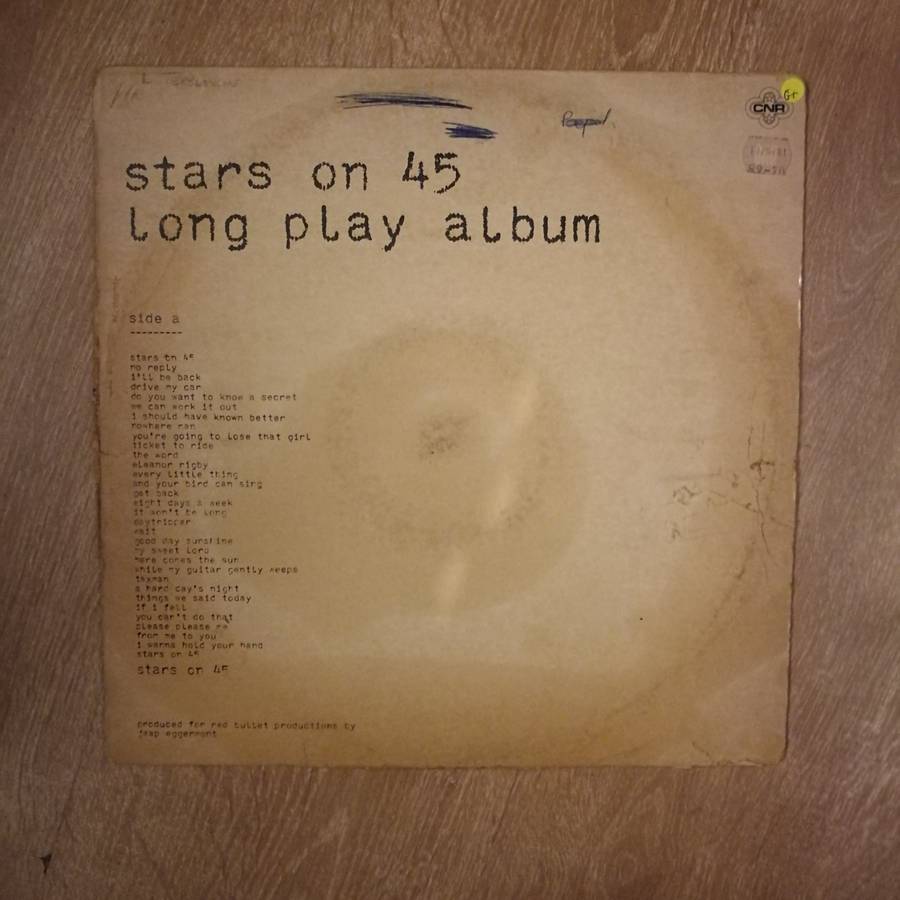 CNR
G+
stars on 45
long play album
side a
---------
stars on 45
no reply
i'll be back
drive my car
do you want to know a secret
we can work it out
i should have known better
nowhere man
you're going to lose that girl
ticket to ride
the word
eleanor rigby
every little thing
and your bird can sing
get back
eight days a week
it won't be long
daytripper
wait
good day sunshine
my sweet lord
here comes the sun
while my guitar gently weeps
taxman
a hard day's night
things we said today
if i fell
you can't do that
please please me
from me to you
i wanna hold your hand
stars on 45
stars on 45
produced for red bullet productions by
jaap eggermont